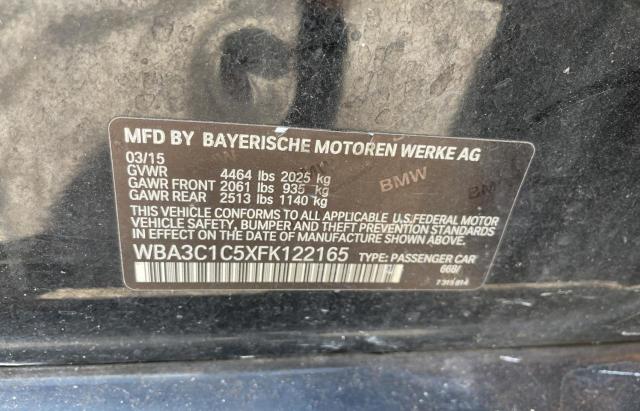 MFD BY BAYERISCHE MOTOREN WERKE AG
03/15
GVWR 4464 lbs 2025 kg
GAWR FRONT 2061 lbs 935 kg
GAWR REAR 2513 lbs 1140 kg
THIS VEHICLE CONFORMS TO ALL APPLICABLE U.S. FEDERAL MOTOR
VEHICLE SAFETY, BUMPER AND THEFT PREVENTION STANDARDS
IN EFFECT ON THE DATE OF MANUFACTURE SHOWN ABOVE.
WBA3C1C5XFK122165 TYPE: PASSENGER CAR
668/
BMW
BMW